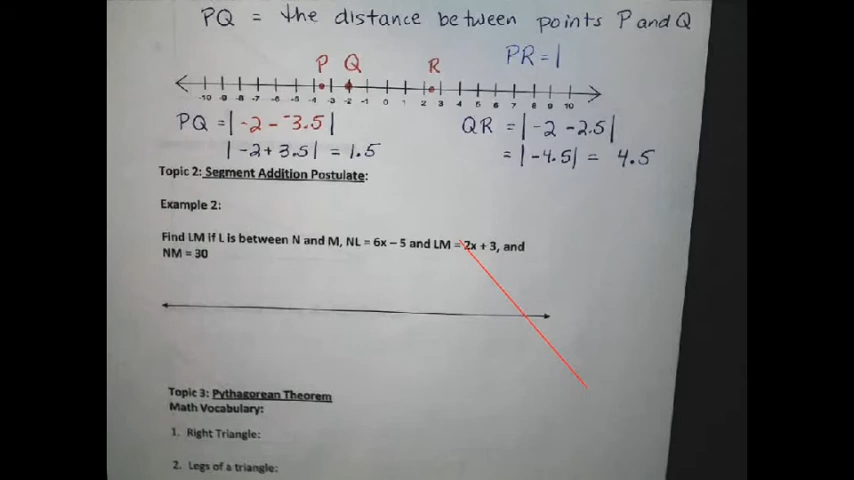 PQ = the distance between points P and Q
P Q R PR = |
-10 -9 -8 -7 -6 -5 -4 -3 -2 -1 0 1 2 3 4 5 6 7 8 9 10
PQ = | -2 - -3.5 | QR = | -2 - 2.5 |
| -2 + 3.5 | = 1.5 = | -4.5 | = 4.5
Topic 2: Segment Addition Postulate:
Example 2:
Find LM if L is between N and M, NL = 6x – 5 and LM = 2x + 3, and
NM = 30
Topic 3: Pythagorean Theorem
Math Vocabulary:
1. Right Triangle:
2. Legs of a triangle: